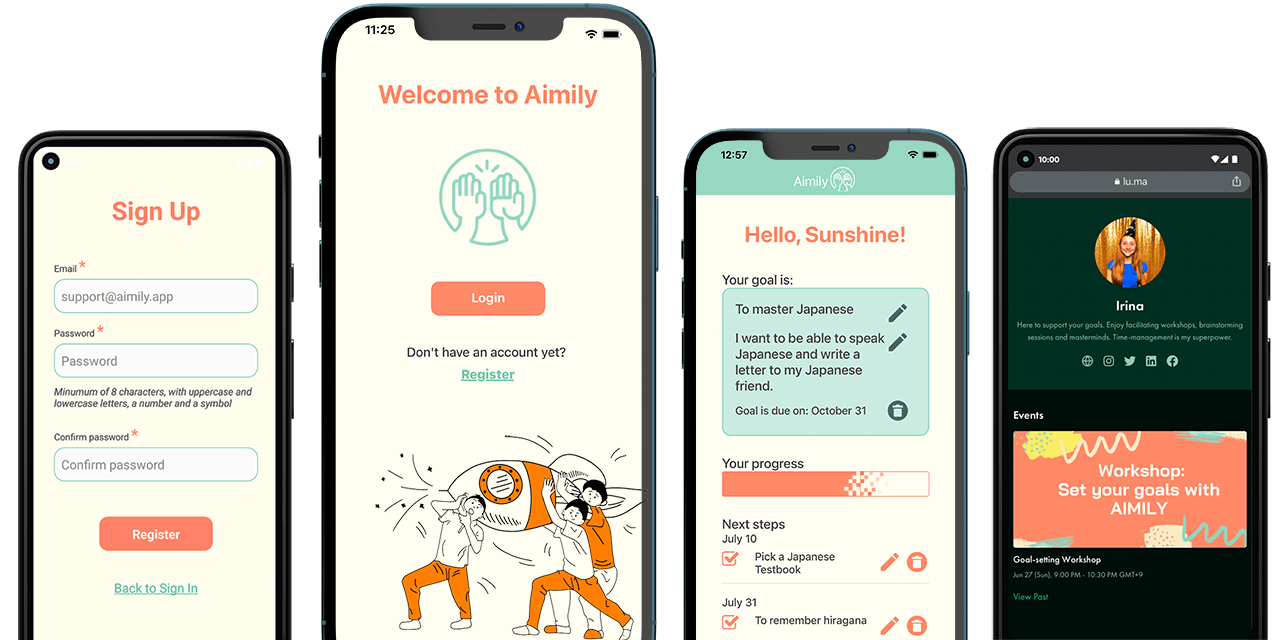 Sign Up
Email *
support@aimily.app
Password *
Password
Minumum of 8 characters, with uppercase and
lowercase letters, a number and a symbol
Confirm password *
Confirm password
Register
Back to Sign In
11:25
Welcome to Aimily
Login
Don't have an account yet?
Register
12:57
Aimily
Hello, Sunshine!
Your goal is:
To master Japanese
I want to be able to speak
Japanese and write a
letter to my Japanese
friend.
Goal is due on: October 31
Your progress
Next steps
July 10
Pick a Japanese
Testbook
July 31
To remember hiragana
10:00
lu.ma
Irina
Here to support your goals. Enjoy facilitating workshops, brainstorming
sessions and masterminds. Time-management is my superpower.
Events
Workshop:
Set your goals with
AIMILY
Goal-setting Workshop
Jun 27 (Sun), 9:00 PM - 10:30 PM GMT+9
View Post